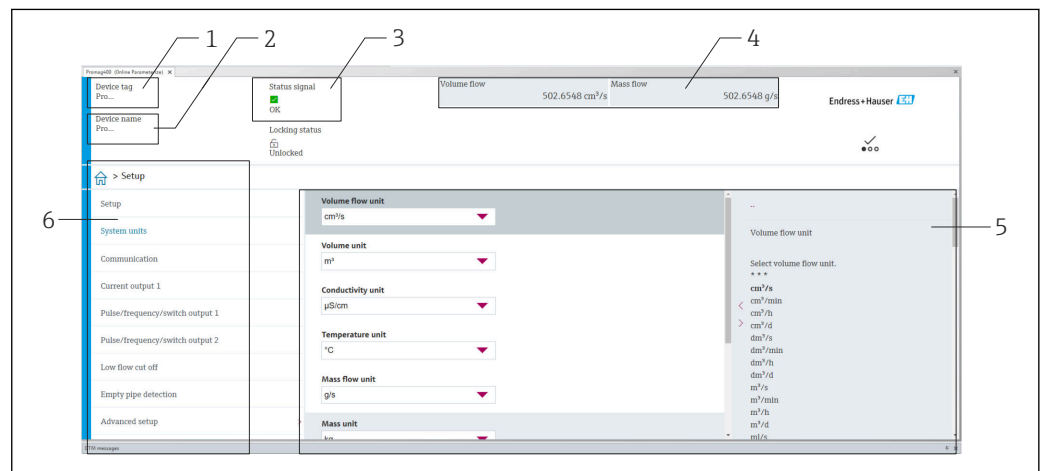 1
2
3
4
Promag400 (Online Parameterize) ×
Device tag
Pro...
Status signal
OK
Volume flow
502.6548 cm³/s
Mass flow
502.6548 g/s
Endress+Hauser
Device name
Pro...
Locking status
Unlocked
> Setup
6
5
Setup
System units
Communication
Current output 1
Pulse/frequency/switch output 1
Pulse/frequency/switch output 2
Low flow cut off
Empty pipe detection
Advanced setup
Volume flow unit
cm³/s
Volume unit
m³
Conductivity unit
µS/cm
Temperature unit
°C
Mass flow unit
g/s
Mass unit
kg
..
Volume flow unit
Select volume flow unit.
* * *
cm³/s
cm³/min
cm³/h
cm³/d
dm³/s
dm³/min
dm³/h
dm³/d
m³/s
m³/min
m³/h
m³/d
ml/s
DTM messages